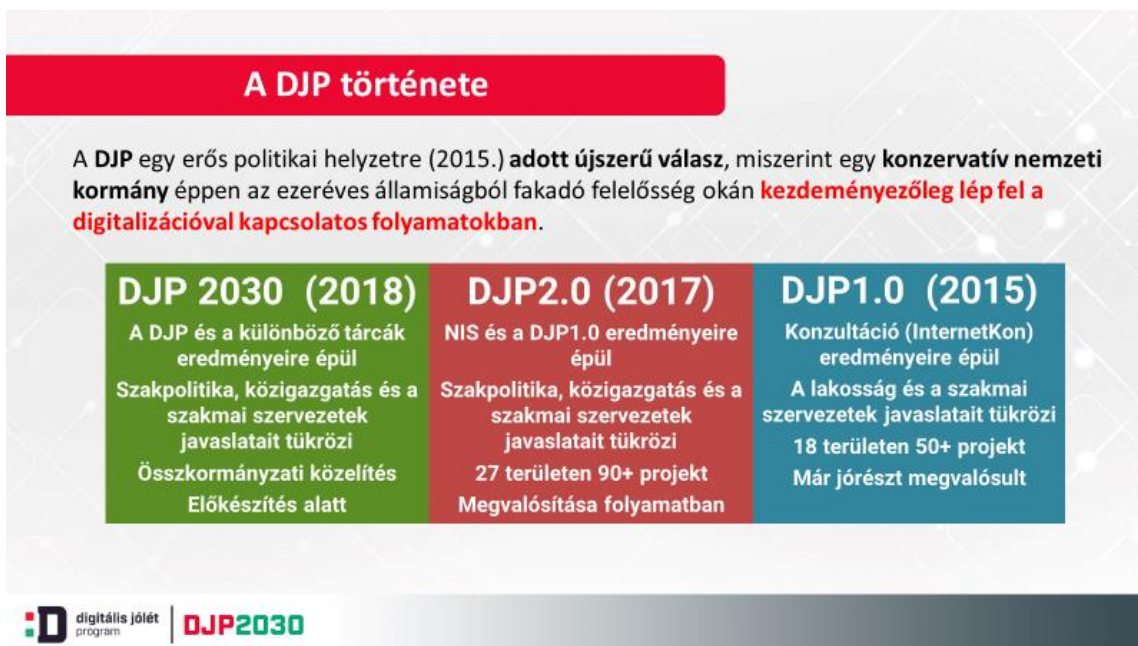 A DJP története
A DJP egy erős politikai helyzetre (2015.) adott újszerű válasz, miszerint egy konzervatív nemzeti
kormány éppen az ezeréves államiságból fakadó felelősség okán kezdeményezőleg lép fel a
digitalizációval kapcsolatos folyamatokban.
DJP 2030 (2018)
A DJP és a különböző tárcák
eredményeire épül
Szakpolitika, közigazgatás és a
szakmai szervezetek
javaslatait tükrözi
Összkormányzati közelítés
Előkészítés alatt
DJP2.0 (2017)
NIS és a DJP1.0 eredményeire
épül
Szakpolitika, közigazgatás és a
szakmai szervezetek
javaslatait tükrözi
27 területen 90+ projekt
Megvalósítása folyamatban
DJP1.0 (2015)
Konzultáció (InternetKon)
eredményeire épül
A lakosság és a szakmai
szervezetek javaslatait tükrözi
18 területen 50+ projekt
Már jórészt megvalósult
digitális jólét
program
DJP2030